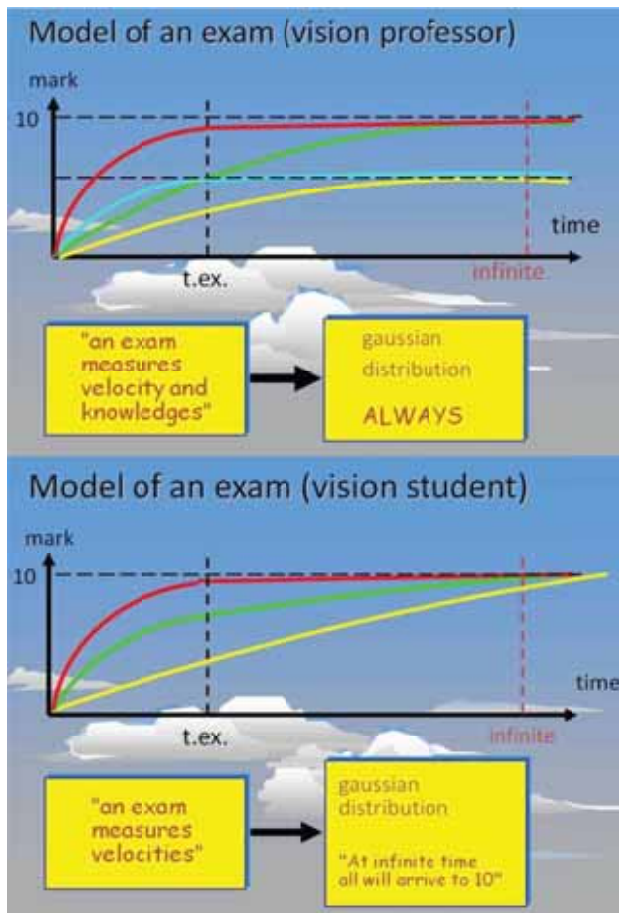 Model of an exam (vision professor)
mark
10
time
t.ex.
infinite
"an exam
measures
velocity and
knowledges"
gaussian
distribution
ALWAYS
Model of an exam (vision student)
mark
10
time
t.ex.
infinite
"an exam
measures
velocities"
gaussian
distribution
"At infinite time
all will arrive to 10"